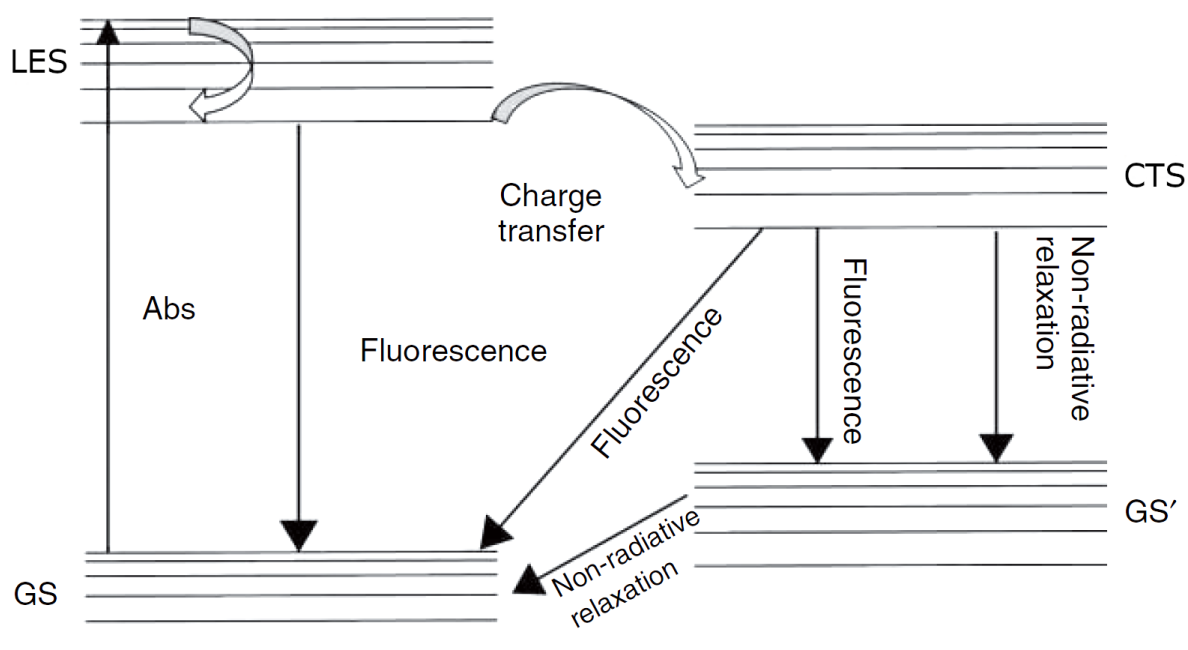 LES
Charge
transfer
CTS
Abs
Fluorescence
Fluorescence
Fluorescence
Non-radiative
relaxation
GS′
Non-radiative
relaxation
GS